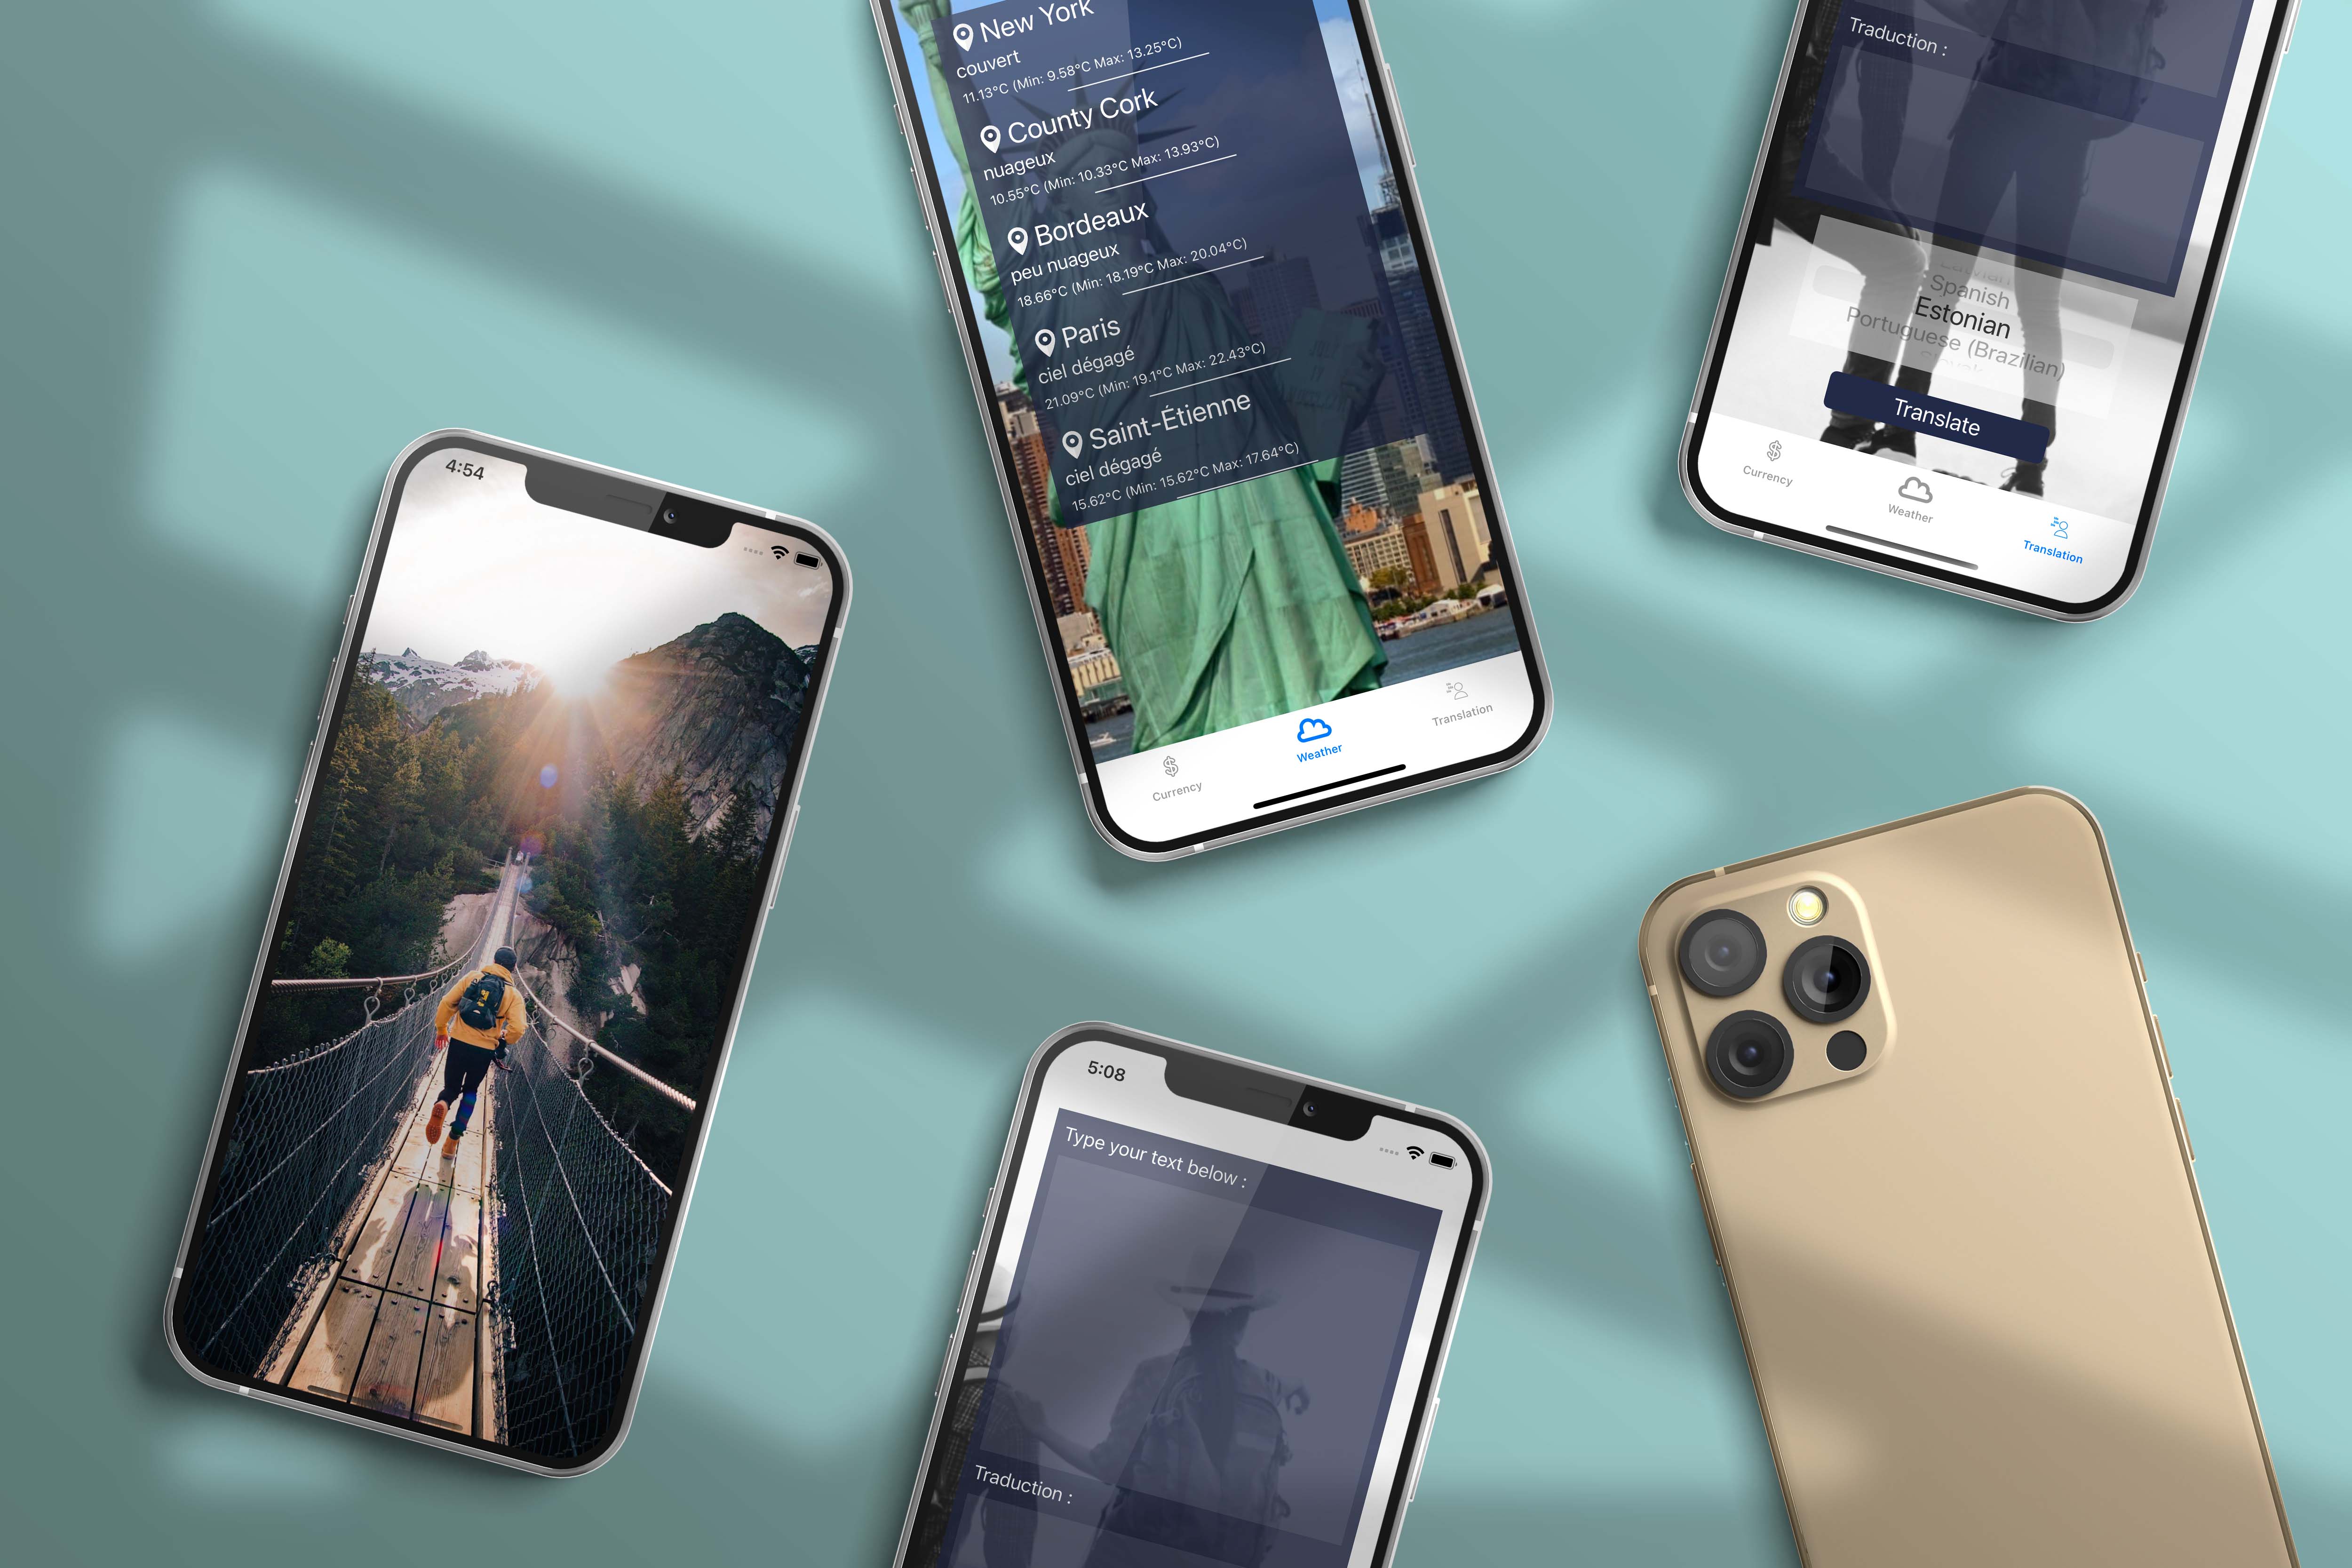 New York
couvert
11.13°C (Min: 9.58°C Max: 13.25°C)
County Cork
nuageux
10.55°C (Min: 10.33°C Max: 13.93°C)
Bordeaux
peu nuageux
18.66°C (Min: 18.19°C Max: 20.04°C)
Paris
ciel dégagé
21.09°C (Min: 19.1°C Max: 22.43°C)
Saint-Étienne
ciel dégagé
15.62°C (Min: 15.62°C Max: 17.64°C)
Currency
Weather
Translation
Traduction :
Spanish
Estonian
Portuguese (Brazilian)
Translate
Currency
Weather
Translation
4:54
5:08
Type your text below :
Traduction :